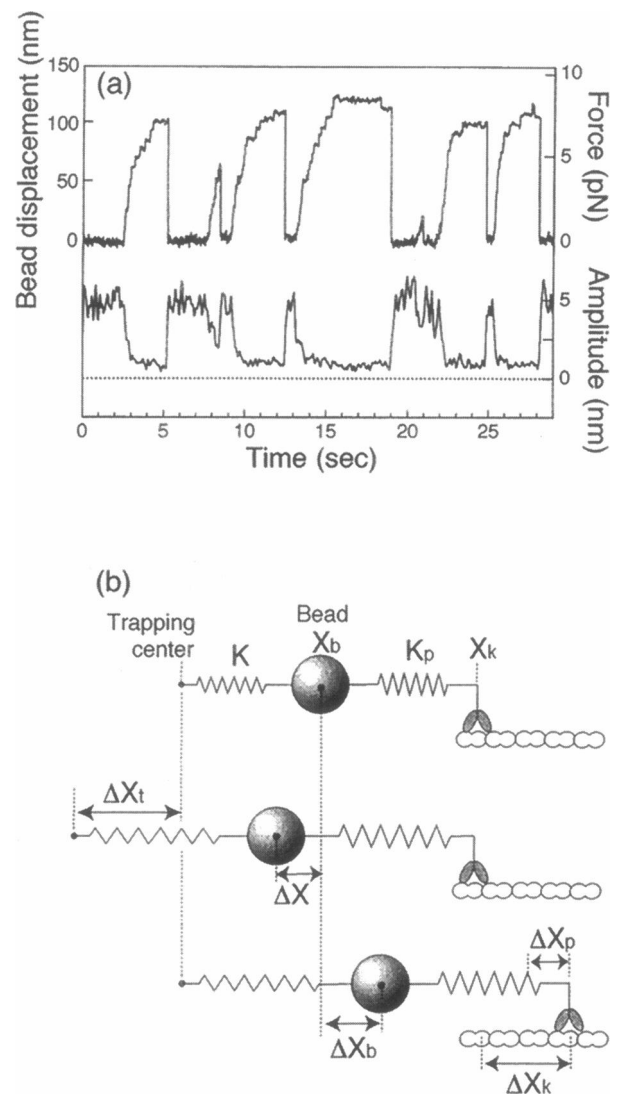 (a)
Bead displacement (nm)
150
100
50
0
10
5
0
Force (pN)
5
0
Amplitude (nm)
0 5 10 15 20 25
Time (sec)
(b)
Trapping
center
Bead
K Xb Kp Xk
ΔXt
ΔX
ΔXp
ΔXb
ΔXk